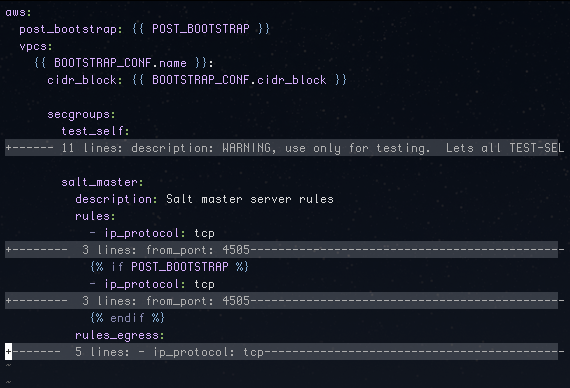 aws:
  post_bootstrap: {{ POST_BOOTSTRAP }}
  vpcs:
    {{ BOOTSTRAP_CONF.name }}:
      cidr_block: {{ BOOTSTRAP_CONF.cidr_block }}

      secgroups:
        test_self:
+------ 11 lines: description: WARNING, use only for testing.  Lets all TEST-SEL

        salt_master:
          description: Salt master server rules
          rules:
            - ip_protocol: tcp
+--------  3 lines: from_port: 4505---------------------------------------------
            {% if POST_BOOTSTRAP %}
            - ip_protocol: tcp
+--------  3 lines: from_port: 4505---------------------------------------------
            {% endif %}
          rules_egress:
+-------  5 lines: - ip_protocol: tcp-------------------------------------------
~
~